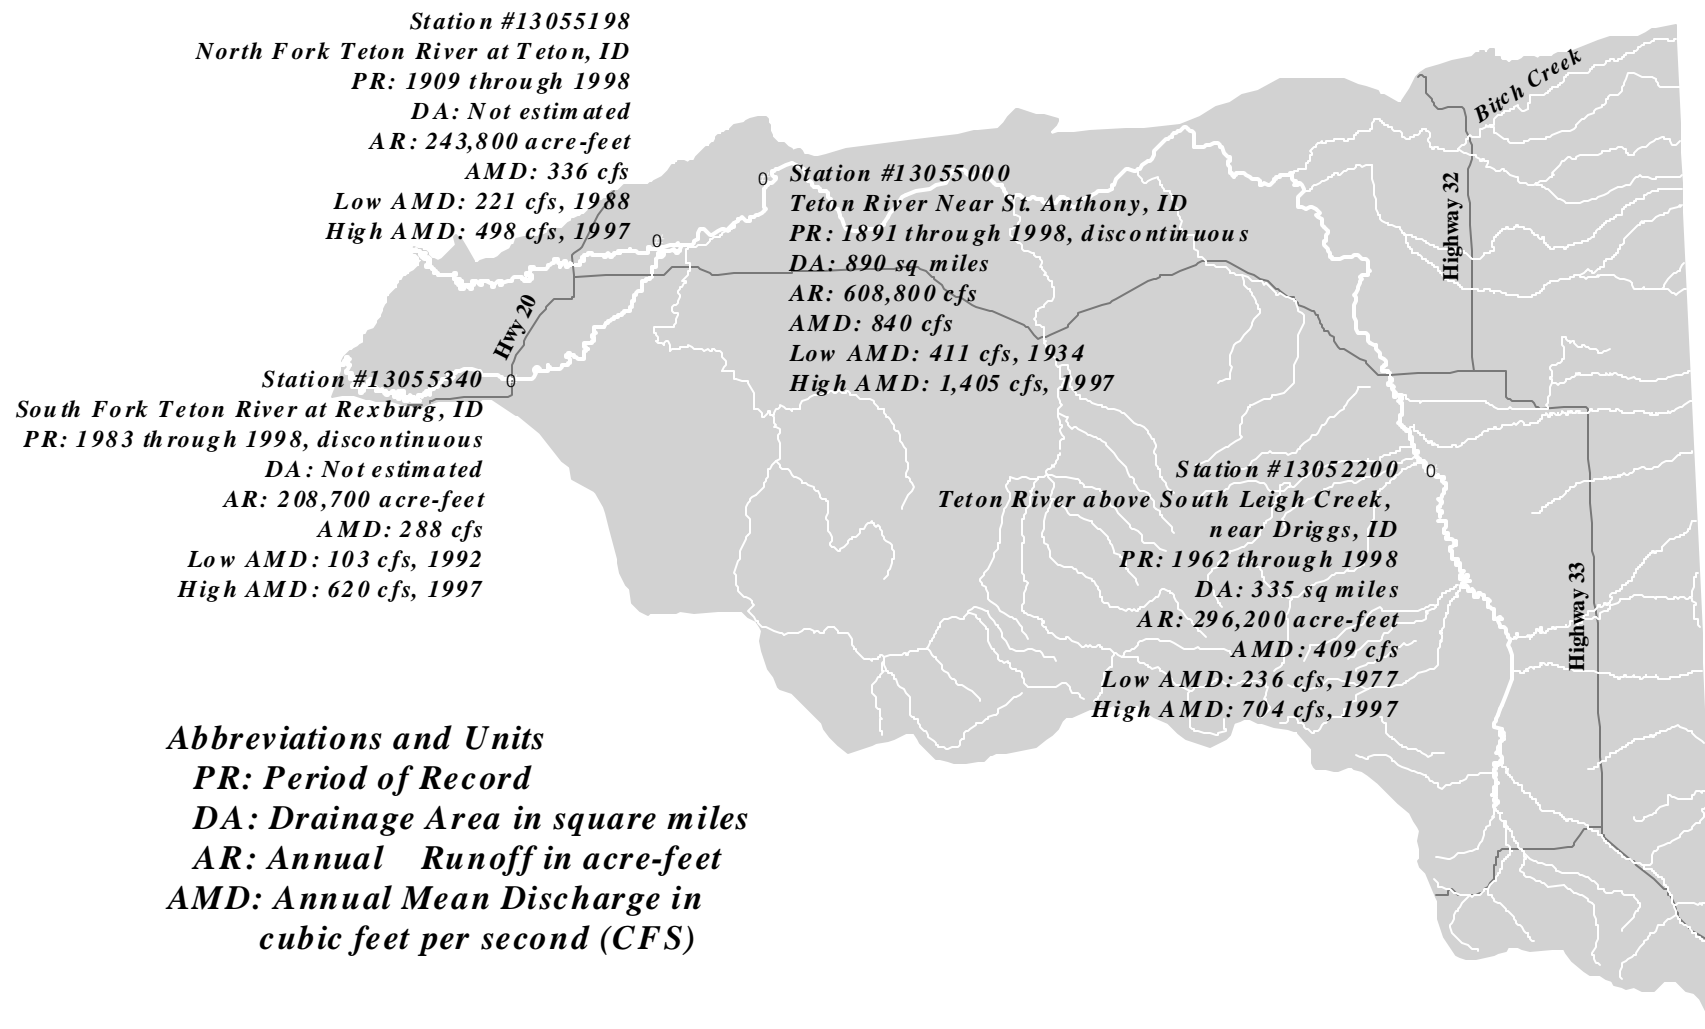 Station #13055198
North Fork Teton River at Teton, ID
PR: 1909 through 1998
DA: Not estimated
AR: 243,800 acre-feet
AMD: 336 cfs
Low AMD: 221 cfs, 1988
High AMD: 498 cfs, 1997
0
0
Station #13055000
Teton River Near St. Anthony, ID
PR: 1891 through 1998, discontinuous
DA: 890 sq miles
AR: 608,800 cfs
AMD: 840 cfs
Low AMD: 411 cfs, 1934
High AMD: 1,405 cfs, 1997
Bitch Creek
Highway 32
Hwy 20
Station #13055340
0
South Fork Teton River at Rexburg, ID
PR: 1983 through 1998, discontinuous
DA: Not estimated
AR: 208,700 acre-feet
AMD: 288 cfs
Low AMD: 103 cfs, 1992
High AMD: 620 cfs, 1997
Station #13052200
0
Teton River above South Leigh Creek,
near Driggs, ID
PR: 1962 through 1998
DA: 335 sq miles
AR: 296,200 acre-feet
AMD: 409 cfs
Low AMD: 236 cfs, 1977
High AMD: 704 cfs, 1997
Highway 33
Abbreviations and Units
PR: Period of Record
DA: Drainage Area in square miles
AR: Annual Runoff in acre-feet
AMD: Annual Mean Discharge in
cubic feet per second (CFS)